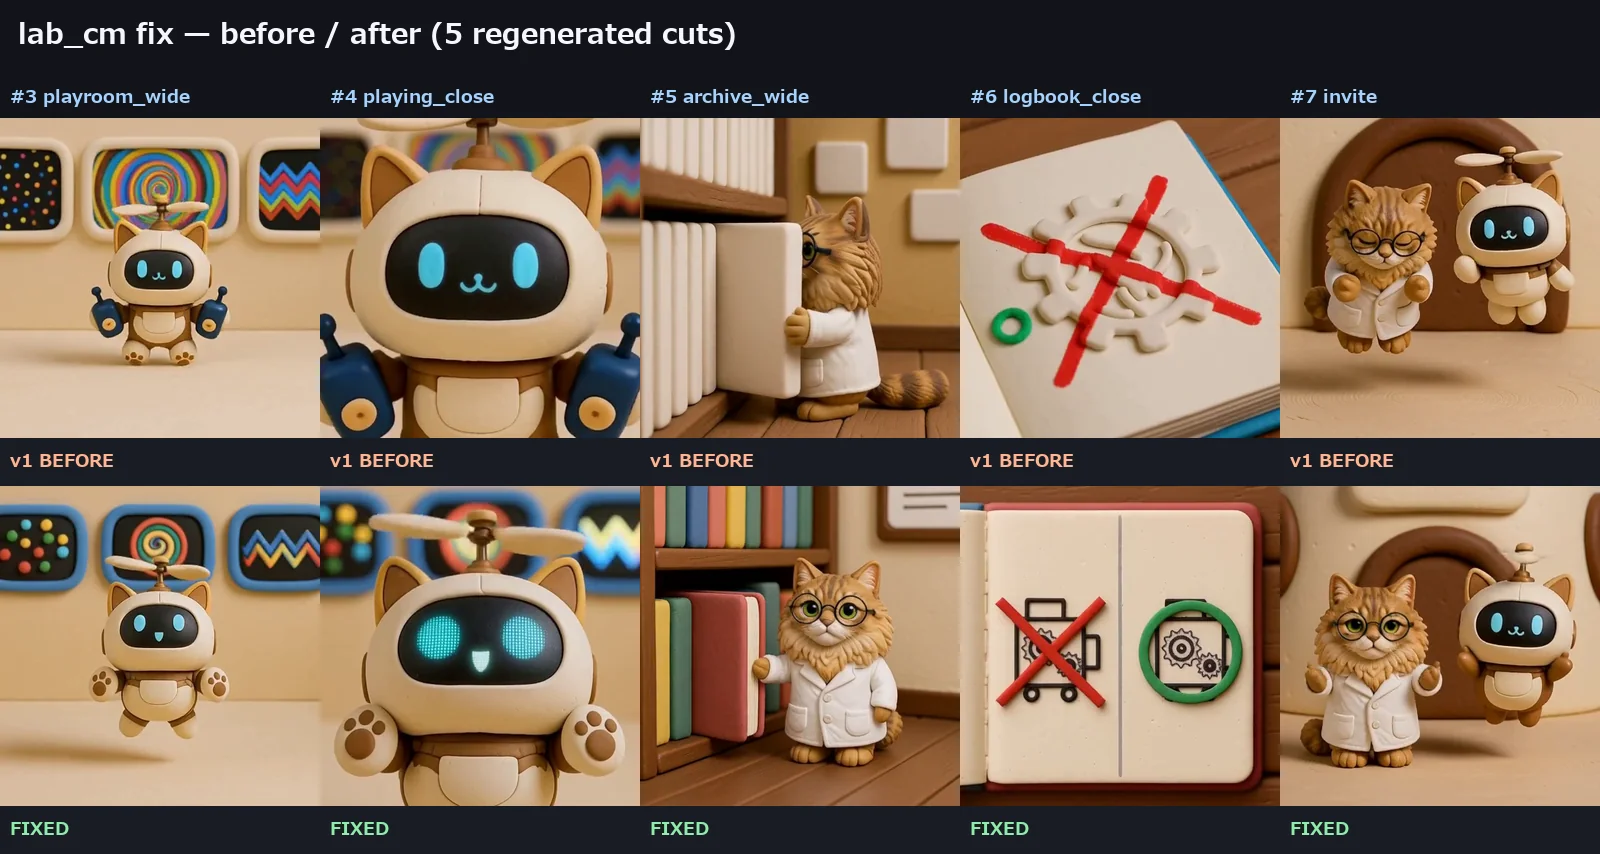 lab_cm fix — before / after (5 regenerated cuts)
#3 playroom_wide
#4 playing_close
#5 archive_wide
#6 logbook_close
#7 invite
v1 BEFORE
v1 BEFORE
v1 BEFORE
v1 BEFORE
v1 BEFORE
FIXED
FIXED
FIXED
FIXED
FIXED